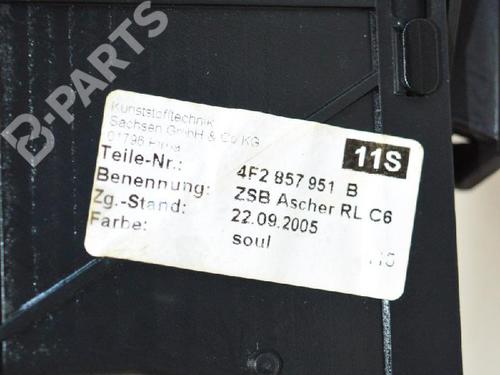 B-PARTS
Kunststofftechnik
Sachsen GmbH & Co KG
01796 Pirna
11S
Teile-Nr.: 4F2 857 951 B
Benennung: ZSB Ascher RL C6
Zg.-Stand: 22.09.2005
Farbe: soul